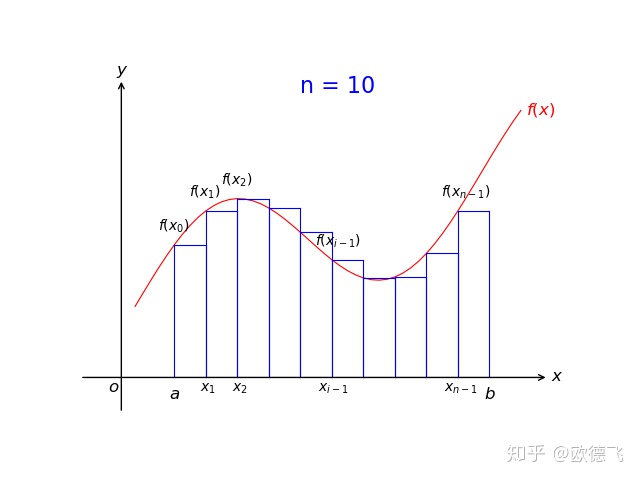 y
n = 10
f(x)
f(x₂)
f(x₁)
f(xₙ₋₁)
f(x₀)
f(xᵢ₋₁)
x
o
x₁
x₂
xᵢ₋₁
xₙ₋₁
a
b
知乎 @欧德飞